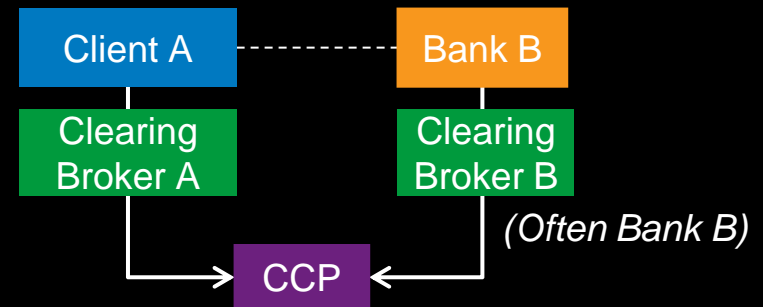 Client A
Bank B
Clearing
Broker A
Clearing
Broker B
(Often Bank B)
CCP